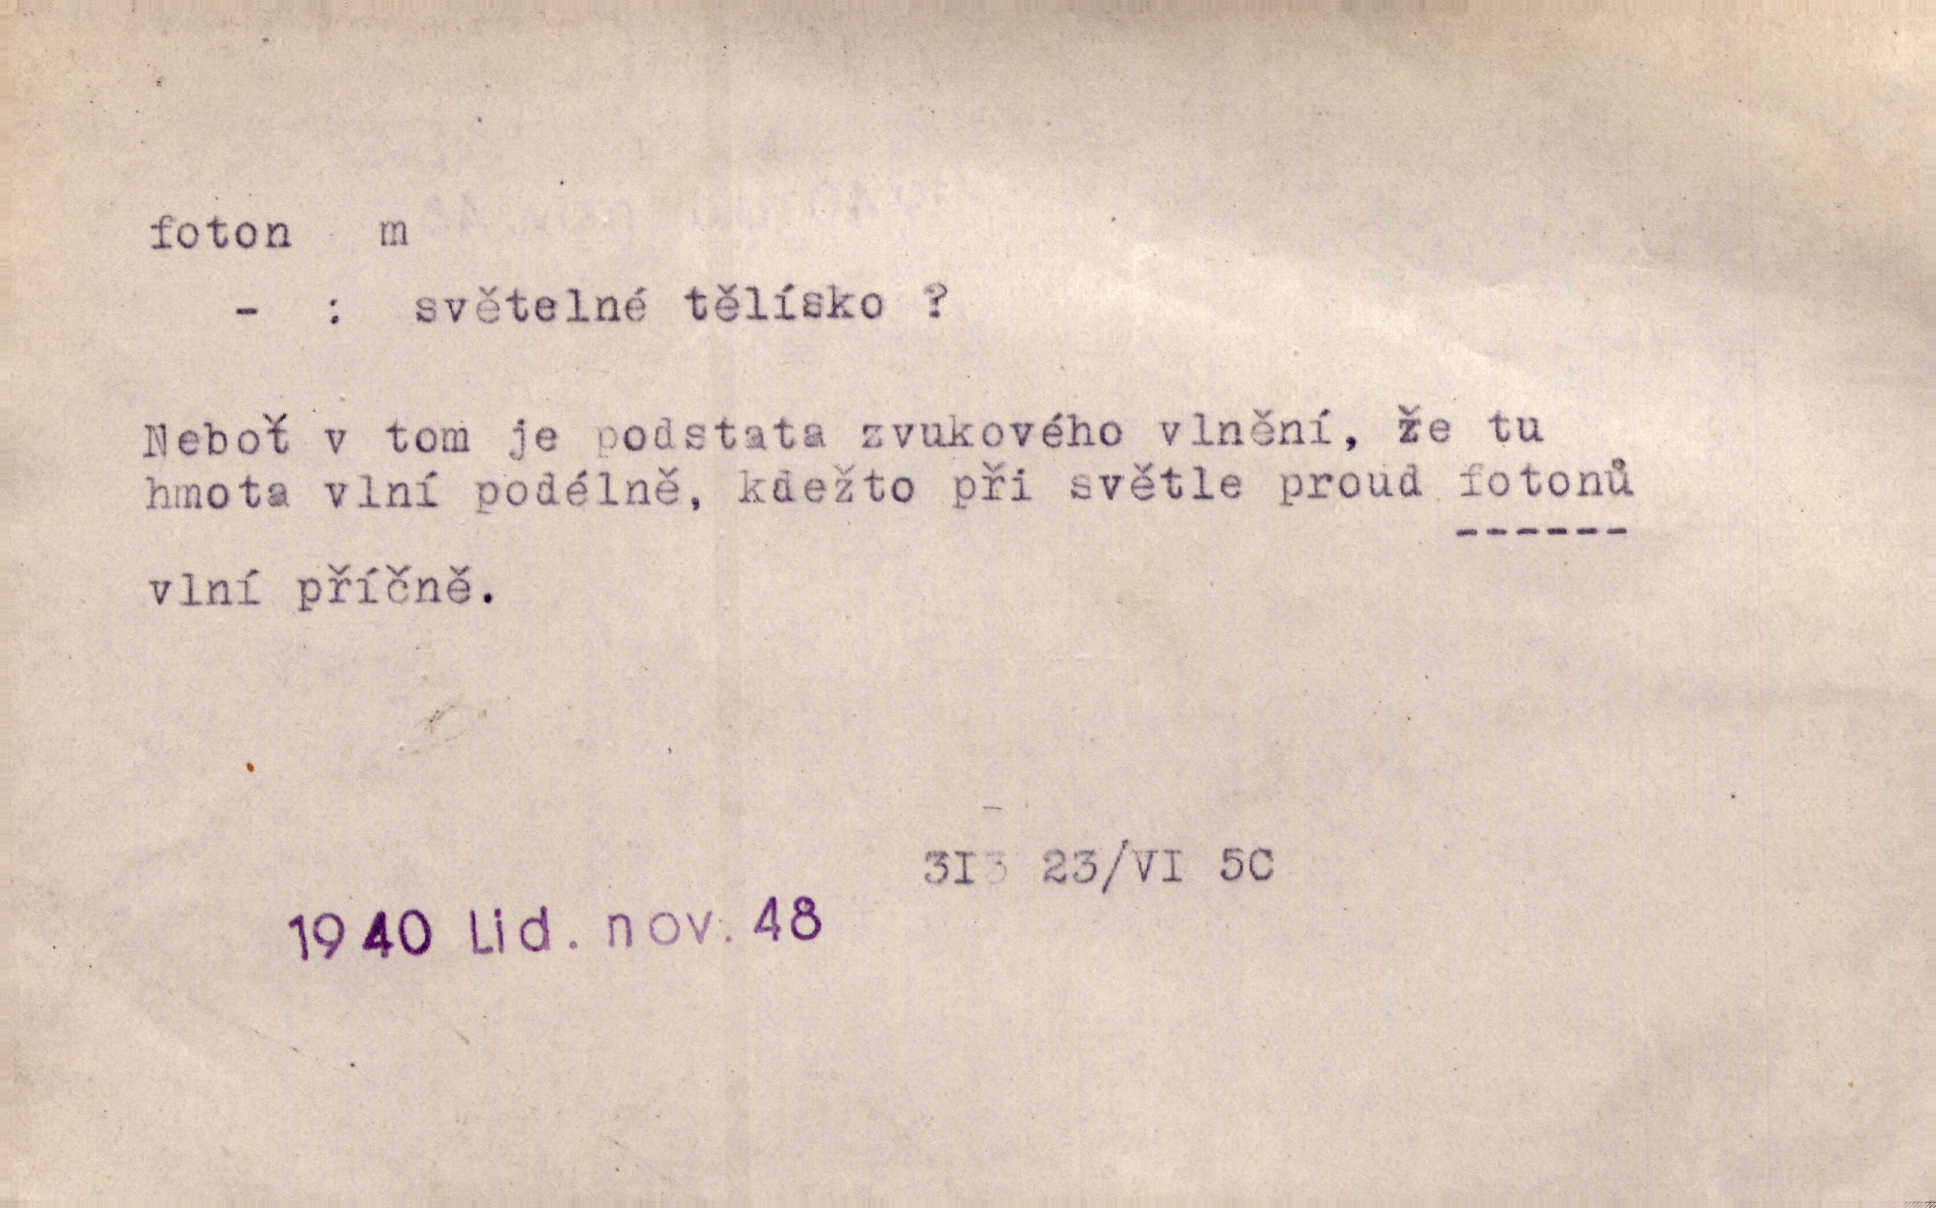 foton m
- : světelné tělísko ?
Neboť v tom je podstata zvukového vlnění, že tu
hmota vlní podélně, kdežto při světle proud fotonů
------
vlní příčně.
3I3 23/VI 5C
1940 Lid. nov. 48